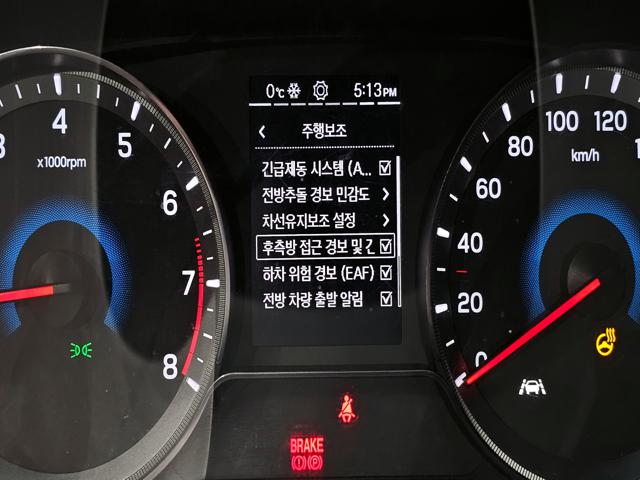 0℃ 5:13PM
< 주행보조
긴급제동 시스템 (A...
전방추돌 경보 민감도 >
차선유지보조 설정 >
후측방 접근 경보 및 긴
하차 위험 경보 (EAF)
전방 차량 출발 알림
3 4 5 6 7 8
x1000rpm
0 20 40 60 80 100 120 1
km/h
BRAKE
(!) (P)